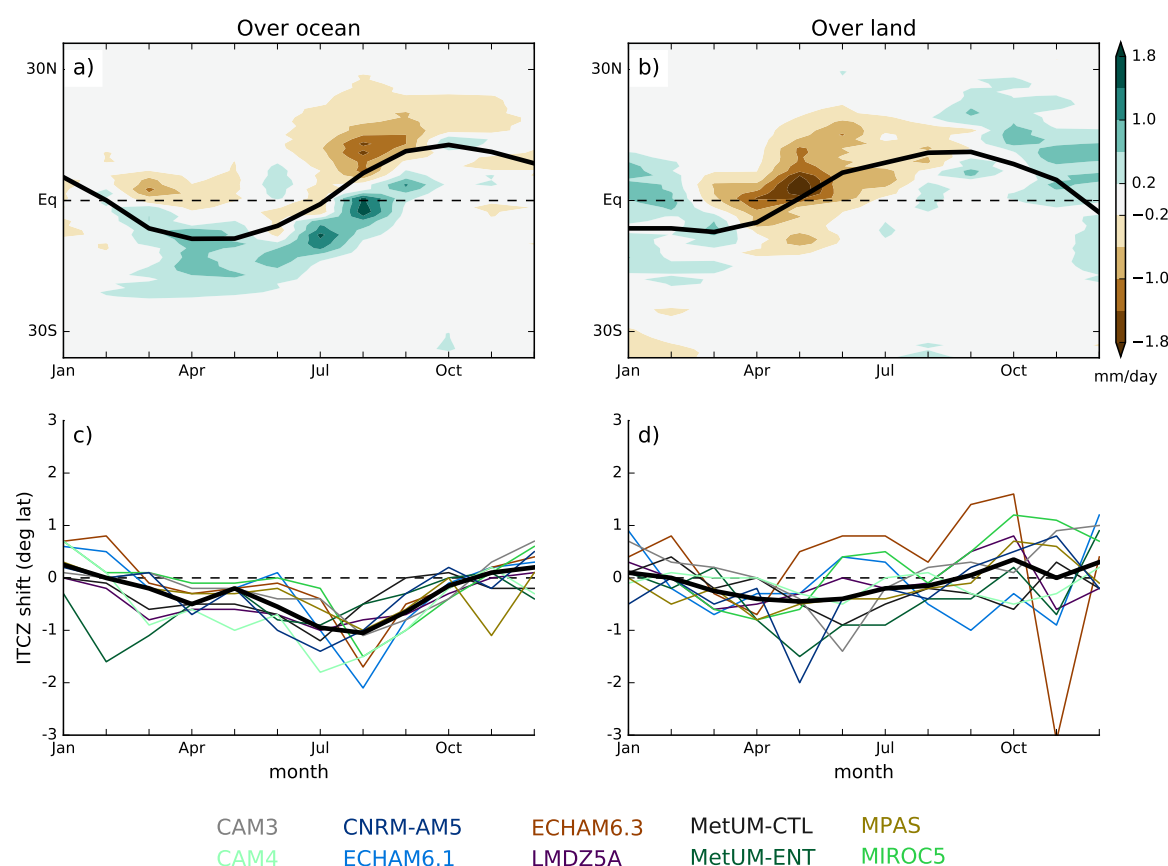 Over ocean
Over land
a)
b)
30N
Eq
30S
Jan
Apr
Jul
Oct
30N
Eq
30S
Jan
Apr
Jul
Oct
1.8
1.0
0.2
−0.2
−1.0
−1.8
mm/day
c)
d)
ITCZ shift (deg lat)
3
2
1
0
-1
-2
-3
Jan
Apr
Jul
Oct
month
3
2
1
0
-1
-2
-3
Jan
Apr
Jul
Oct
month
CAM3 CNRM-AM5 ECHAM6.3 MetUM-CTL MPAS
CAM4 ECHAM6.1 LMDZ5A MetUM-ENT MIROC5